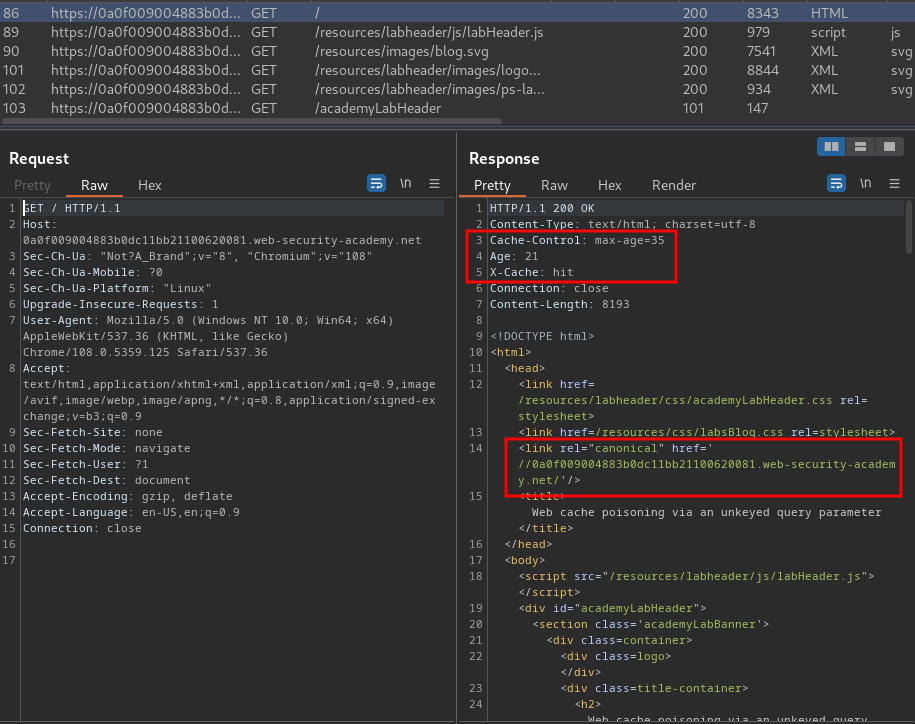 86 https://0a0f009004883b0d... GET / 200 8343 HTML
89 https://0a0f009004883b0d... GET /resources/labheader/js/labHeader.js 200 979 script js
90 https://0a0f009004883b0d... GET /resources/images/blog.svg 200 7541 XML svg
101 https://0a0f009004883b0d... GET /resources/labheader/images/logo... 200 8844 XML svg
102 https://0a0f009004883b0d... GET /resources/labheader/images/ps-la... 200 934 XML svg
103 https://0a0f009004883b0d... GET /academyLabHeader 101 147
Request
Pretty Raw Hex \n
1 GET / HTTP/1.1
2 Host:
0a0f009004883b0dc11bb21100620081.web-security-academy.net
3 Sec-Ch-Ua: "Not?A_Brand";v="8", "Chromium";v="108"
4 Sec-Ch-Ua-Mobile: ?0
5 Sec-Ch-Ua-Platform: "Linux"
6 Upgrade-Insecure-Requests: 1
7 User-Agent: Mozilla/5.0 (Windows NT 10.0; Win64; x64)
AppleWebKit/537.36 (KHTML, like Gecko)
Chrome/108.0.5359.125 Safari/537.36
8 Accept:
text/html,application/xhtml+xml,application/xml;q=0.9,image
/avif,image/webp,image/apng,*/*;q=0.8,application/signed-ex
change;v=b3;q=0.9
9 Sec-Fetch-Site: none
10 Sec-Fetch-Mode: navigate
11 Sec-Fetch-User: ?1
12 Sec-Fetch-Dest: document
13 Accept-Encoding: gzip, deflate
14 Accept-Language: en-US,en;q=0.9
15 Connection: close
16
17
Response
Pretty Raw Hex Render \n
1 HTTP/1.1 200 OK
2 Content-Type: text/html; charset=utf-8
3 Cache-Control: max-age=35
4 Age: 21
5 X-Cache: hit
6 Connection: close
7 Content-Length: 8193
8
9 <!DOCTYPE html>
10 <html>
11 <head>
12 <link href=
/resources/labheader/css/academyLabHeader.css rel=
stylesheet>
13 <link href=/resources/css/labsBlog.css rel=stylesheet>
14 <link rel="canonical" href='
//0a0f009004883b0dc11bb21100620081.web-security-academ
y.net/'/>
15 <title>
Web cache poisoning via an unkeyed query parameter
</title>
16 </head>
17 <body>
18 <script src="/resources/labheader/js/labHeader.js">
</script>
19 <div id="academyLabHeader">
20 <section class='academyLabBanner'>
21 <div class=container>
22 <div class=logo>
</div>
23 <div class=title-container>
24 <h2>
Web cache poisoning via an unkeyed query